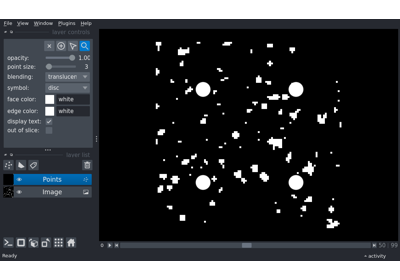 File View Window Plugins Help
layer controls
opacity: 1.00
point size: 3
blending: translucen
symbol: disc
face color: white
edge color: white
display text:
out of slice:
layer list
Points
Image
0 50 99
Ready activity